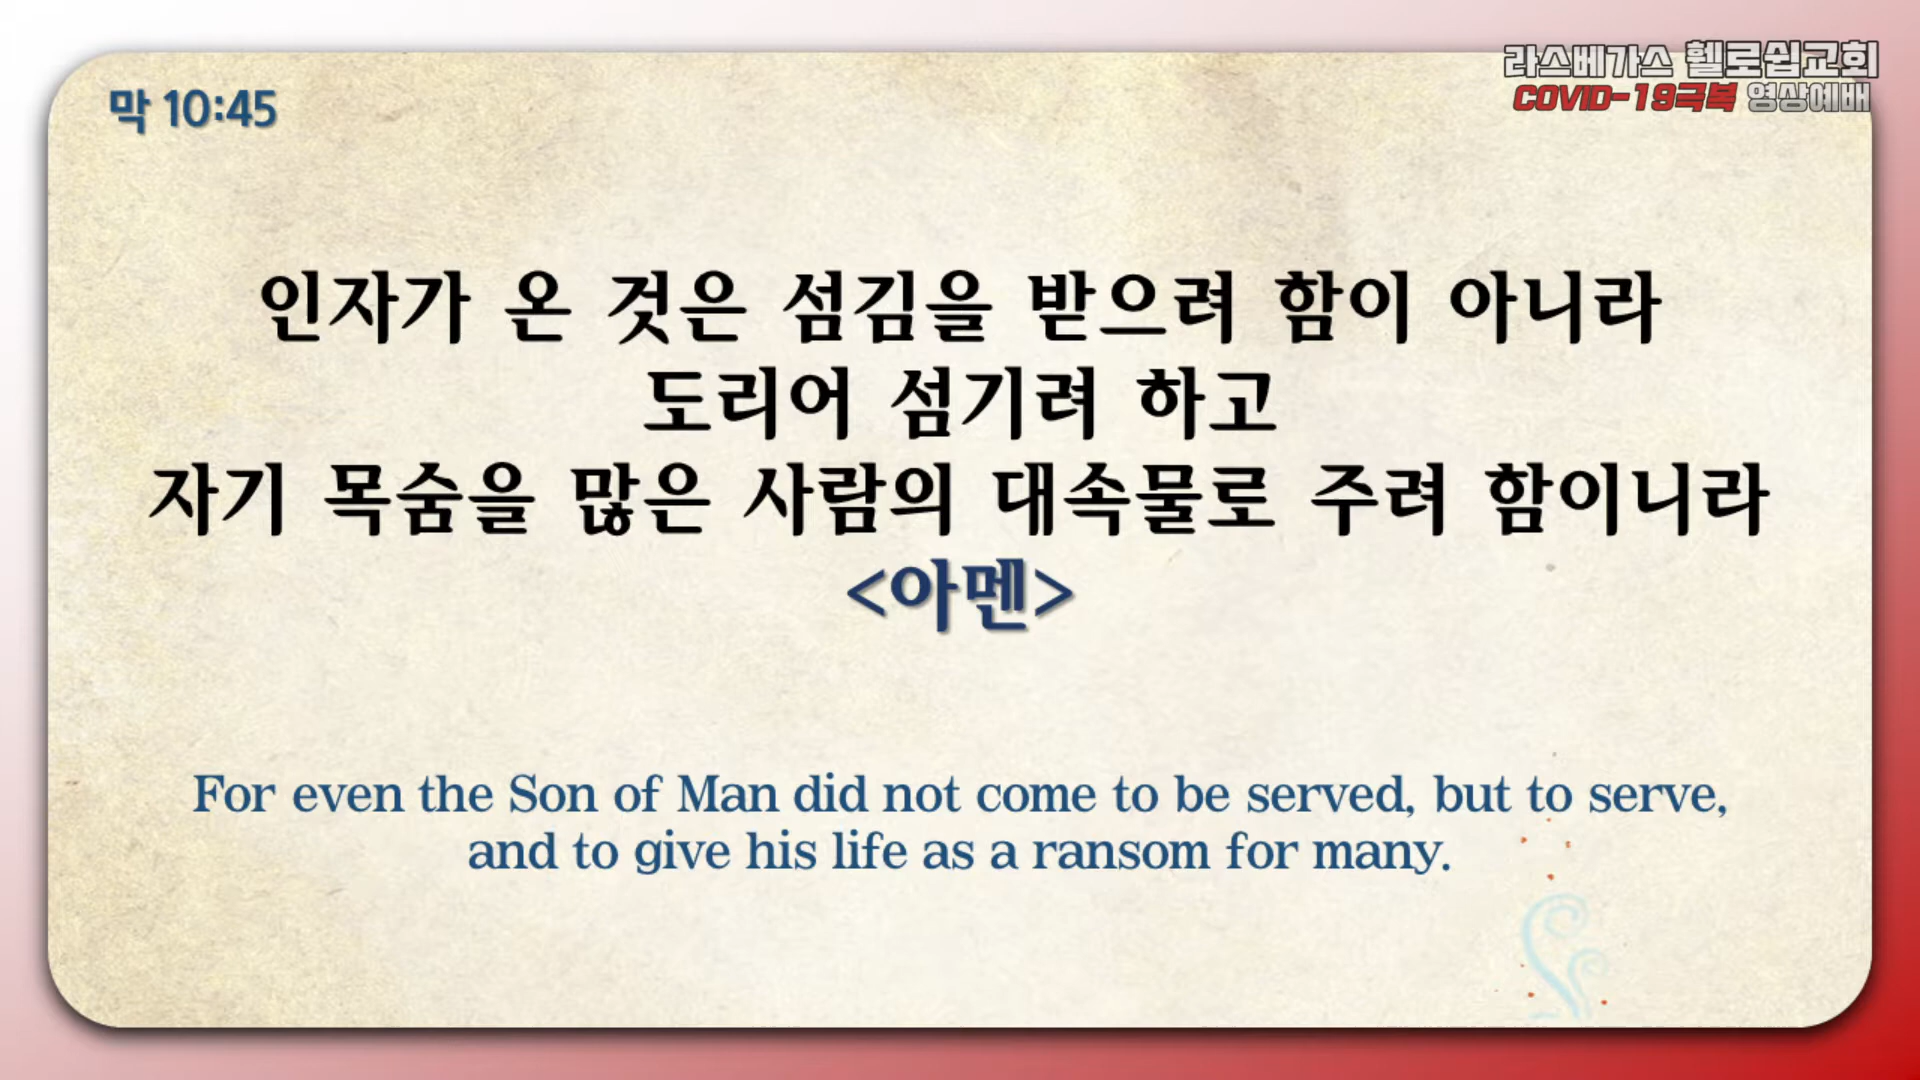 라스베가스 휄로쉽교회
COVID-19극복 영상예배
막 10:45
인자가 온 것은 섬김을 받으려 함이 아니라
도리어 섬기려 하고
자기 목숨을 많은 사람의 대속물로 주려 함이니라
<아멘>
For even the Son of Man did not come to be served, but to serve,
and to give his life as a ransom for many.